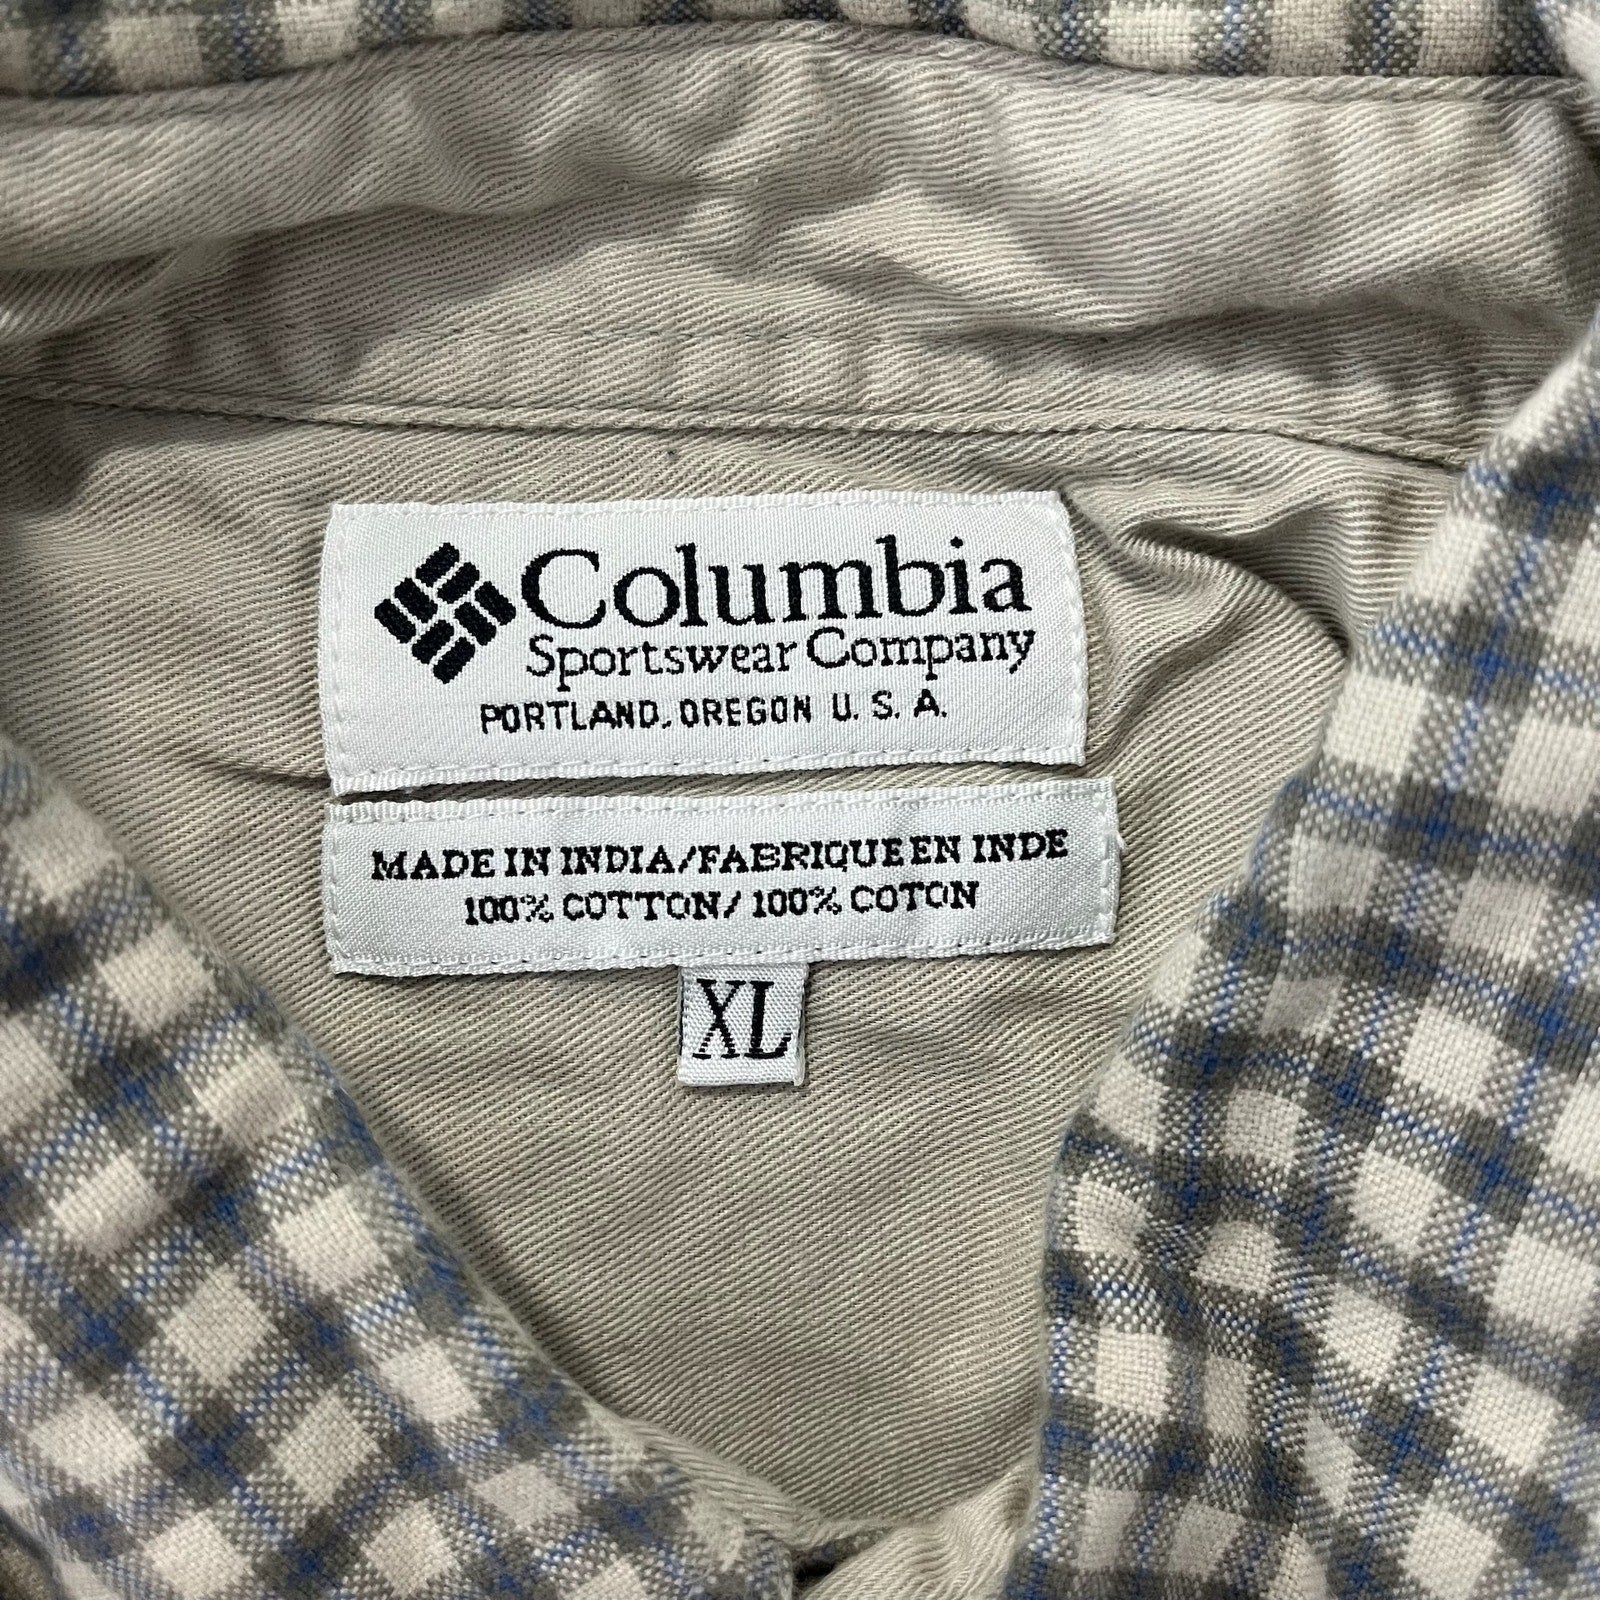 Columbia
Sportswear Company
PORTLAND, OREGON U. S. A.
MADE IN INDIA/FABRIQUE EN INDE
100% COTTON/ 100% COTON
XL